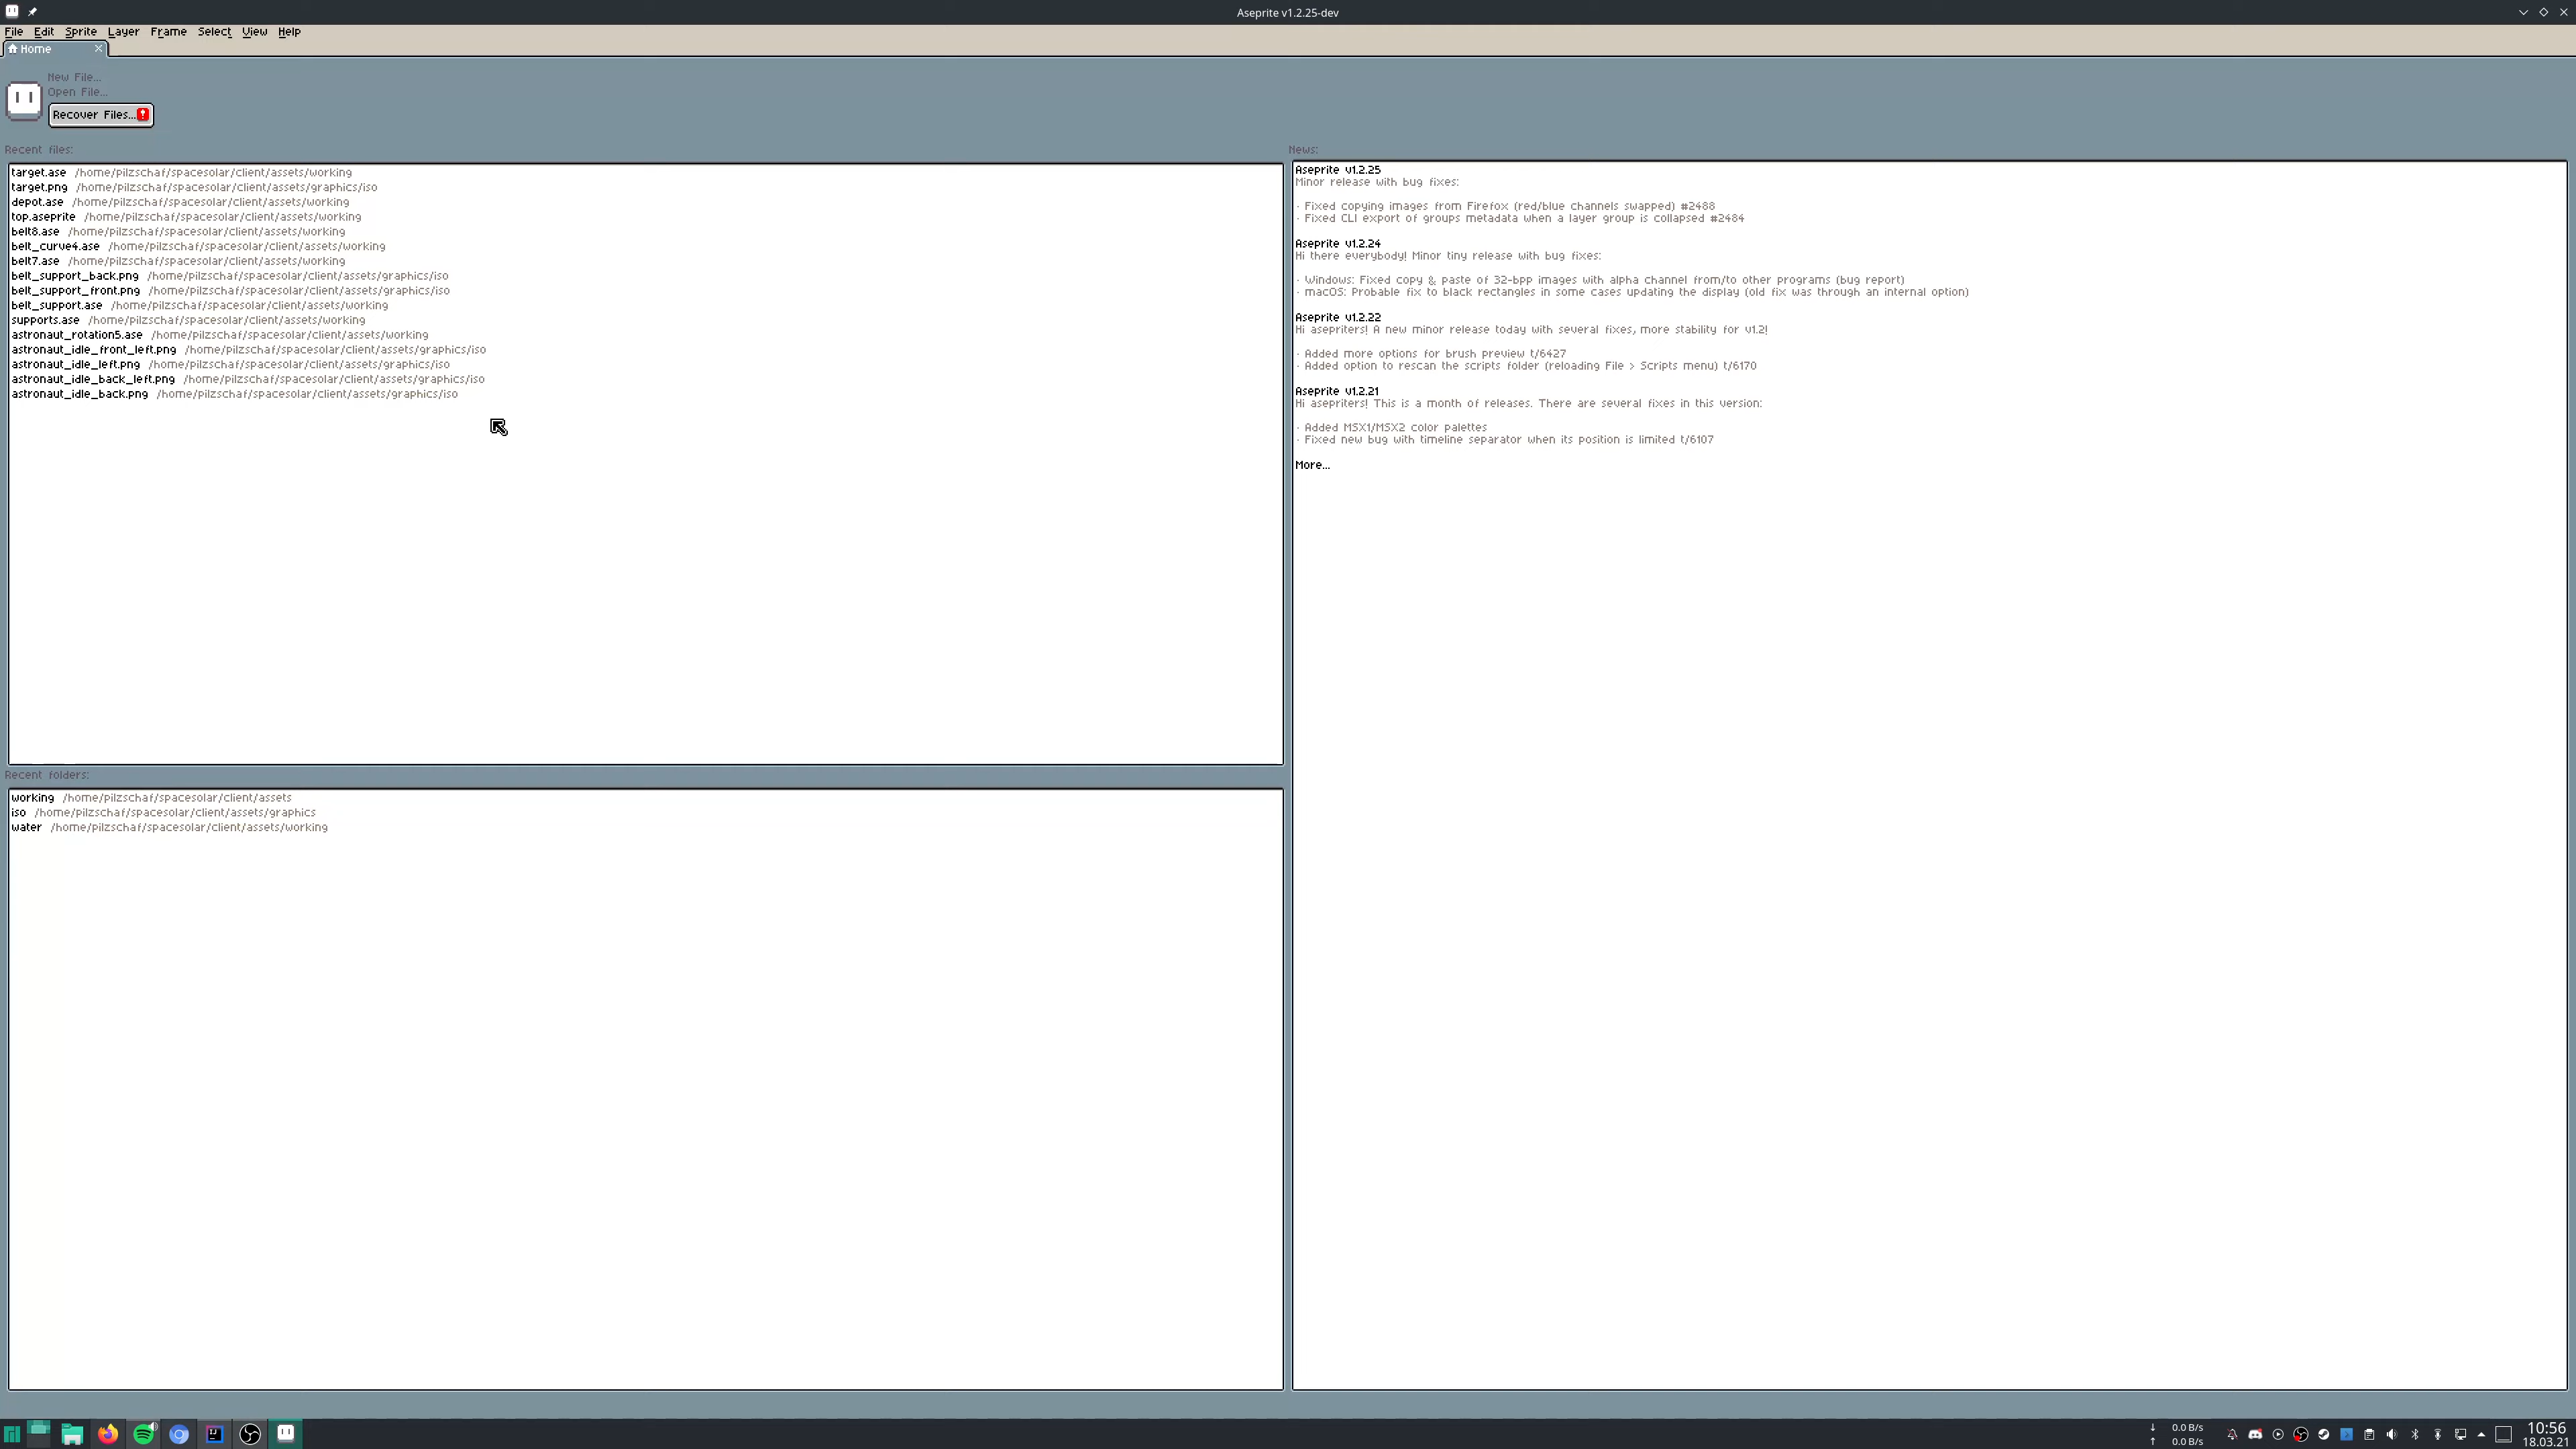 Aseprite v1.2.25-dev
File Edit Sprite Layer Frame Select View Help
Home
New File...
Open File...
Recover Files...
Recent files:
target.ase /home/pilzschaf/spacesolar/client/assets/working
target.png /home/pilzschaf/spacesolar/client/assets/graphics/iso
depot.ase /home/pilzschaf/spacesolar/client/assets/working
top.aseprite /home/pilzschaf/spacesolar/client/assets/working
belt8.ase /home/pilzschaf/spacesolar/client/assets/working
belt_curve4.ase /home/pilzschaf/spacesolar/client/assets/working
belt7.ase /home/pilzschaf/spacesolar/client/assets/working
belt_support_back.png /home/pilzschaf/spacesolar/client/assets/graphics/iso
belt_support_front.png /home/pilzschaf/spacesolar/client/assets/graphics/iso
belt_support.ase /home/pilzschaf/spacesolar/client/assets/working
supports.ase /home/pilzschaf/spacesolar/client/assets/working
astronaut_rotation5.ase /home/pilzschaf/spacesolar/client/assets/working
astronaut_idle_front_left.png /home/pilzschaf/spacesolar/client/assets/graphics/iso
astronaut_idle_left.png /home/pilzschaf/spacesolar/client/assets/graphics/iso
astronaut_idle_back_left.png /home/pilzschaf/spacesolar/client/assets/graphics/iso
astronaut_idle_back.png /home/pilzschaf/spacesolar/client/assets/graphics/iso
Recent folders:
working /home/pilzschaf/spacesolar/client/assets
iso /home/pilzschaf/spacesolar/client/assets/graphics
water /home/pilzschaf/spacesolar/client/assets/working
News:
Aseprite v1.2.25
Minor release with bug fixes:
· Fixed copying images from Firefox (red/blue channels swapped) #2488
· Fixed CLI export of groups metadata when a layer group is collapsed #2484
Aseprite v1.2.24
Hi there everybody! Minor tiny release with bug fixes:
· Windows: Fixed copy & paste of 32-bpp images with alpha channel from/to other programs (bug report)
· macOS: Probable fix to black rectangles in some cases updating the display (old fix was through an internal option)
Aseprite v1.2.22
Hi asepriters! A new minor release today with several fixes, more stability for v1.2!
· Added more options for brush preview t/6427
· Added option to rescan the scripts folder (reloading File > Scripts menu) t/6170
Aseprite v1.2.21
Hi asepriters! This is a month of releases. There are several fixes in this version:
· Added MSX1/MSX2 color palettes
· Fixed new bug with timeline separator when its position is limited t/6107
More...
↓ 0.0 B/s
↑ 0.0 B/s
10:56
18.03.21